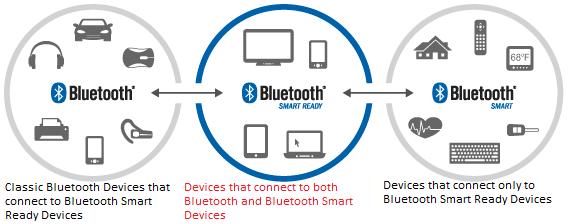 68°F
Bluetooth®
Bluetooth®
SMART READY
Bluetooth®
SMART
Classic Bluetooth Devices that
connect to Bluetooth Smart
Ready Devices
Devices that connect to both
Bluetooth and Bluetooth Smart
Devices
Devices that connect only to
Bluetooth Smart Ready Devices